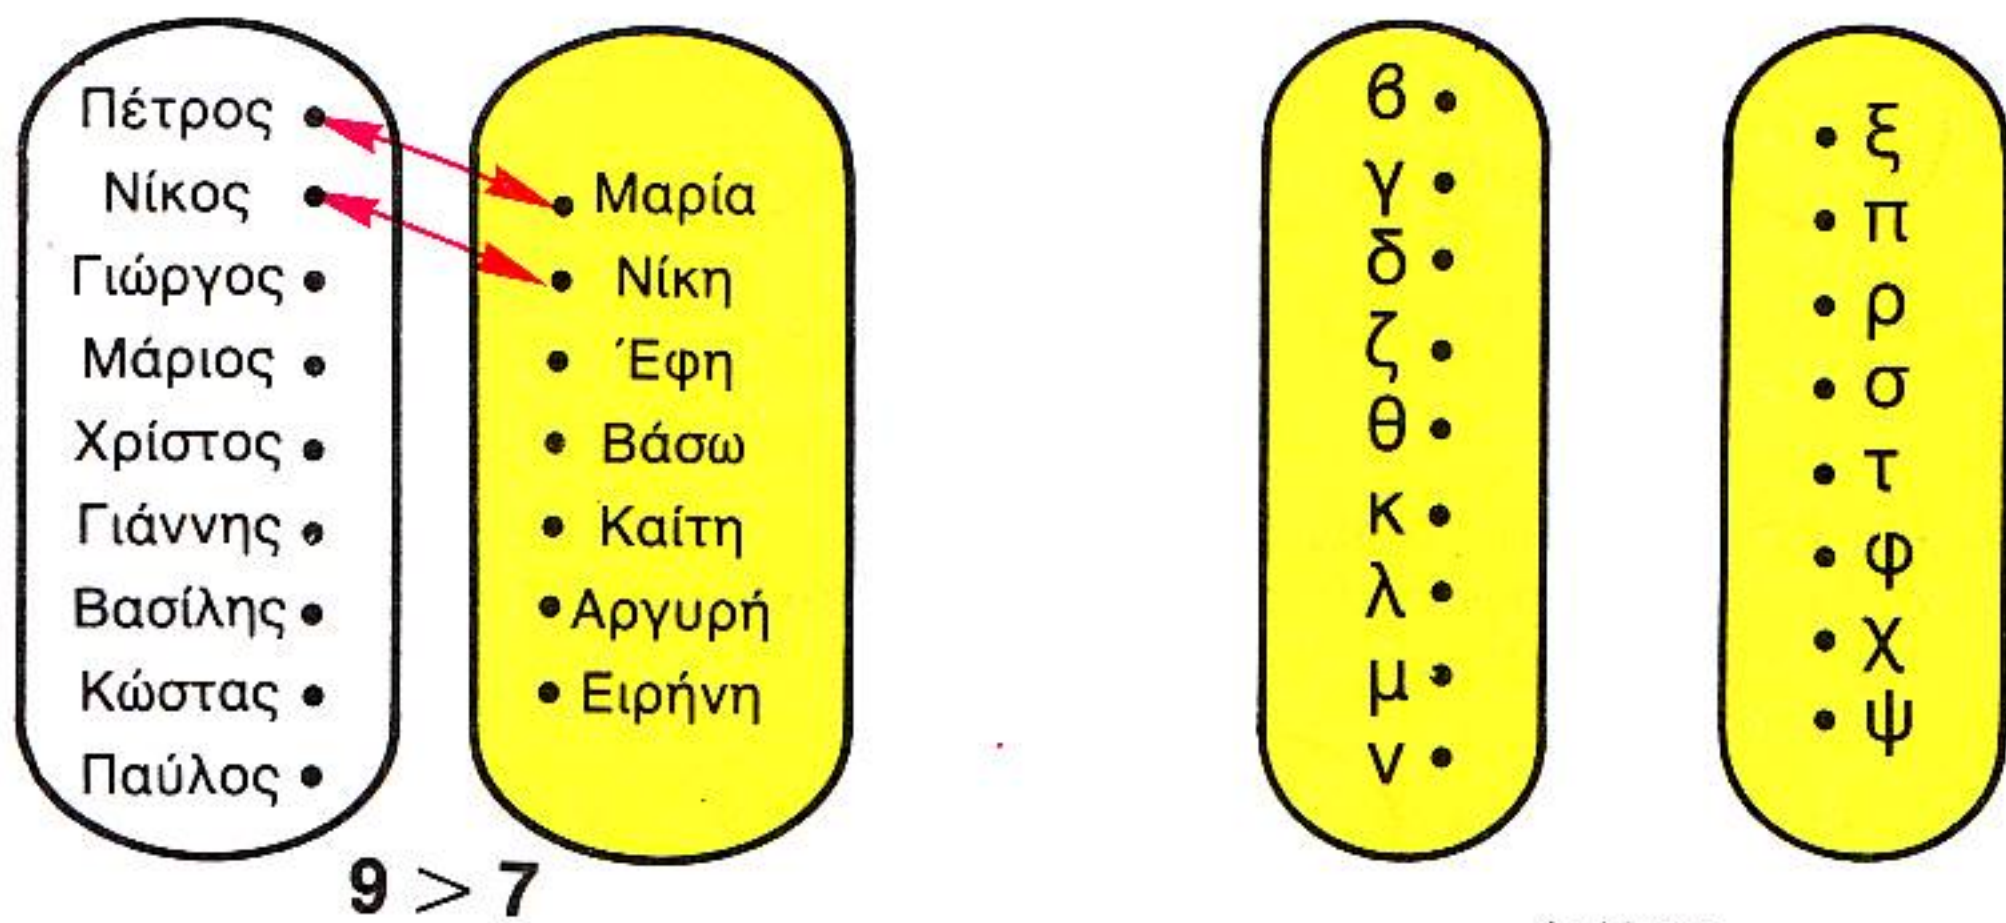 Πέτρος
Νίκος
Γιώργος
Μάριος
Χρίστος
Γιάννης
Βασίλης
Κώστας
Παύλος
Μαρία
Νίκη
Έφη
Βάσω
Καίτη
Αργυρή
Ειρήνη
9 > 7
β
γ
δ
ζ
θ
κ
λ
μ
ν
ξ
π
ρ
σ
τ
φ
χ
ψ